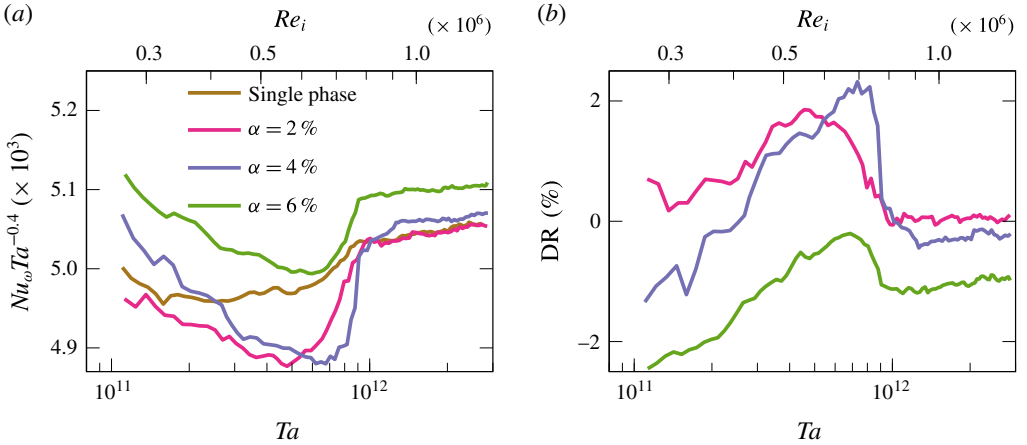 (a)
Re_i
(× 10^6)
0.3 0.5 1.0
5.2
5.1
5.0
4.9
Nu_ωTa^−0.4 (× 10^3)
Single phase
α = 2 %
α = 4 %
α = 6 %
10^11 10^12
Ta
(b)
Re_i
(× 10^6)
0.3 0.5 1.0
2
0
−2
DR (%)
10^11 10^12
Ta